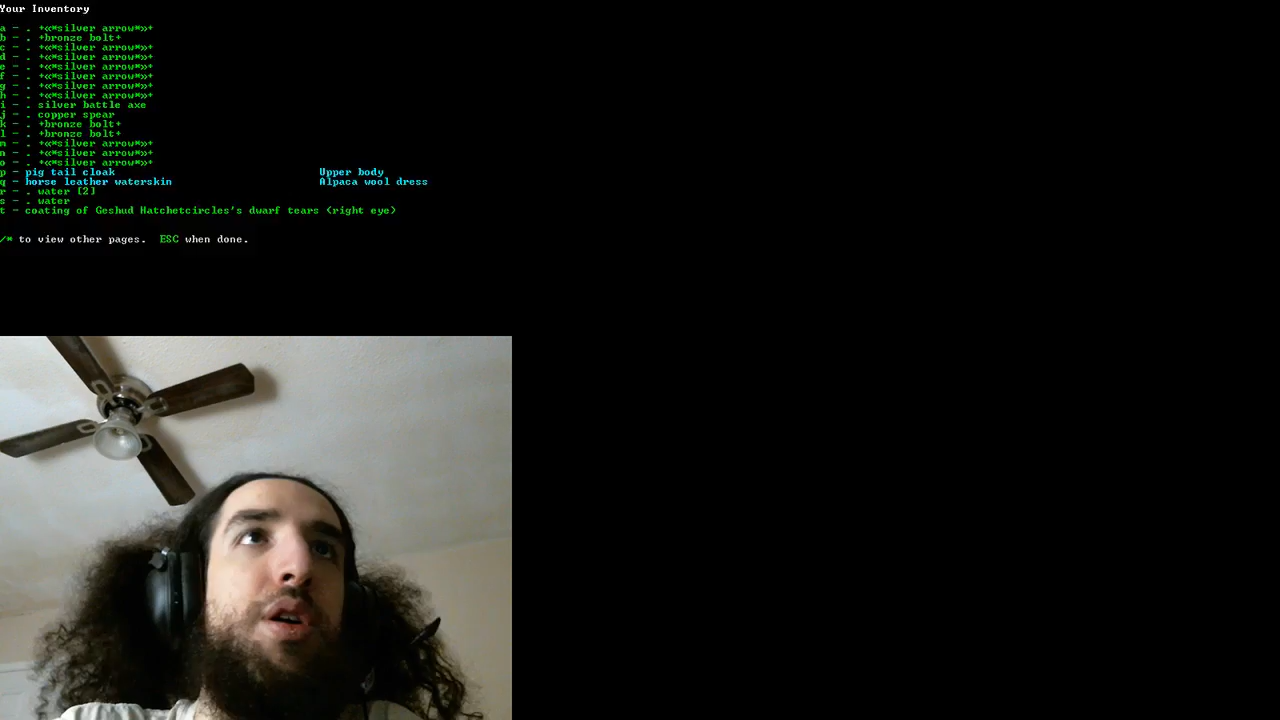 Your Inventory
a - . +«*silver arrow*»+
b - . +bronze bolt+
c - . +«*silver arrow*»+
d - . +«*silver arrow*»+
e - . +«*silver arrow*»+
f - . +«*silver arrow*»+
g - . +«*silver arrow*»+
h - . +«*silver arrow*»+
i - . silver battle axe
j - . copper spear
k - . +bronze bolt+
l - . +bronze bolt+
m - . +«*silver arrow*»+
n - . +«*silver arrow*»+
o - . +«*silver arrow*»+
p - pig tail cloak Upper body
q - horse leather waterskin Alpaca wool dress
r - . water [2]
s - . water
t - coating of Geshud Hatchetcircles's dwarf tears <right eye>
/* to view other pages. ESC when done.